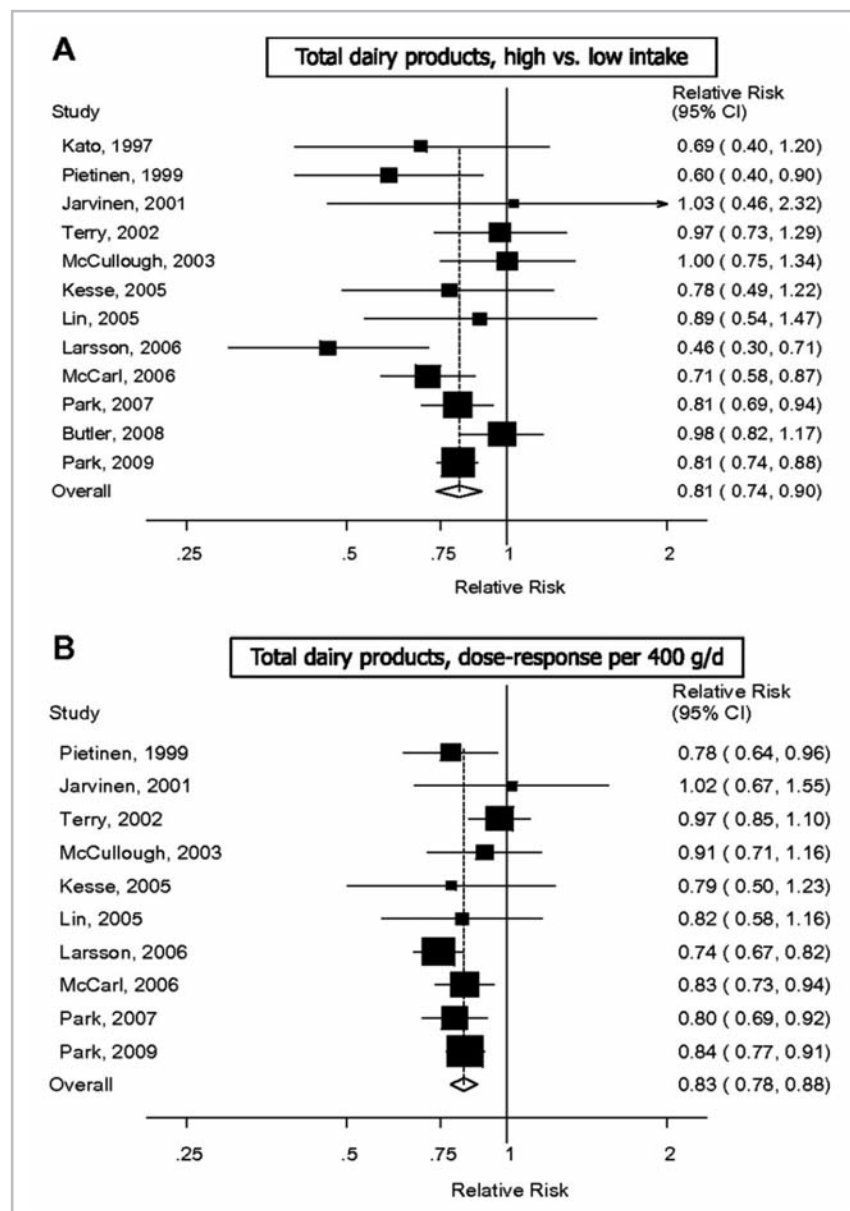 A
Total dairy products, high vs. low intake
Study
Relative Risk
(95% CI)
Kato, 1997 0.69 ( 0.40, 1.20)
Pietinen, 1999 0.60 ( 0.40, 0.90)
Jarvinen, 2001 1.03 ( 0.46, 2.32)
Terry, 2002 0.97 ( 0.73, 1.29)
McCullough, 2003 1.00 ( 0.75, 1.34)
Kesse, 2005 0.78 ( 0.49, 1.22)
Lin, 2005 0.89 ( 0.54, 1.47)
Larsson, 2006 0.46 ( 0.30, 0.71)
McCarl, 2006 0.71 ( 0.58, 0.87)
Park, 2007 0.81 ( 0.69, 0.94)
Butler, 2008 0.98 ( 0.82, 1.17)
Park, 2009 0.81 ( 0.74, 0.88)
Overall 0.81 ( 0.74, 0.90)
.25 .5 .75 1 2
Relative Risk
B
Total dairy products, dose-response per 400 g/d
Study
Relative Risk
(95% CI)
Pietinen, 1999 0.78 ( 0.64, 0.96)
Jarvinen, 2001 1.02 ( 0.67, 1.55)
Terry, 2002 0.97 ( 0.85, 1.10)
McCullough, 2003 0.91 ( 0.71, 1.16)
Kesse, 2005 0.79 ( 0.50, 1.23)
Lin, 2005 0.82 ( 0.58, 1.16)
Larsson, 2006 0.74 ( 0.67, 0.82)
McCarl, 2006 0.83 ( 0.73, 0.94)
Park, 2007 0.80 ( 0.69, 0.92)
Park, 2009 0.84 ( 0.77, 0.91)
Overall 0.83 ( 0.78, 0.88)
.25 .5 .75 1 2
Relative Risk